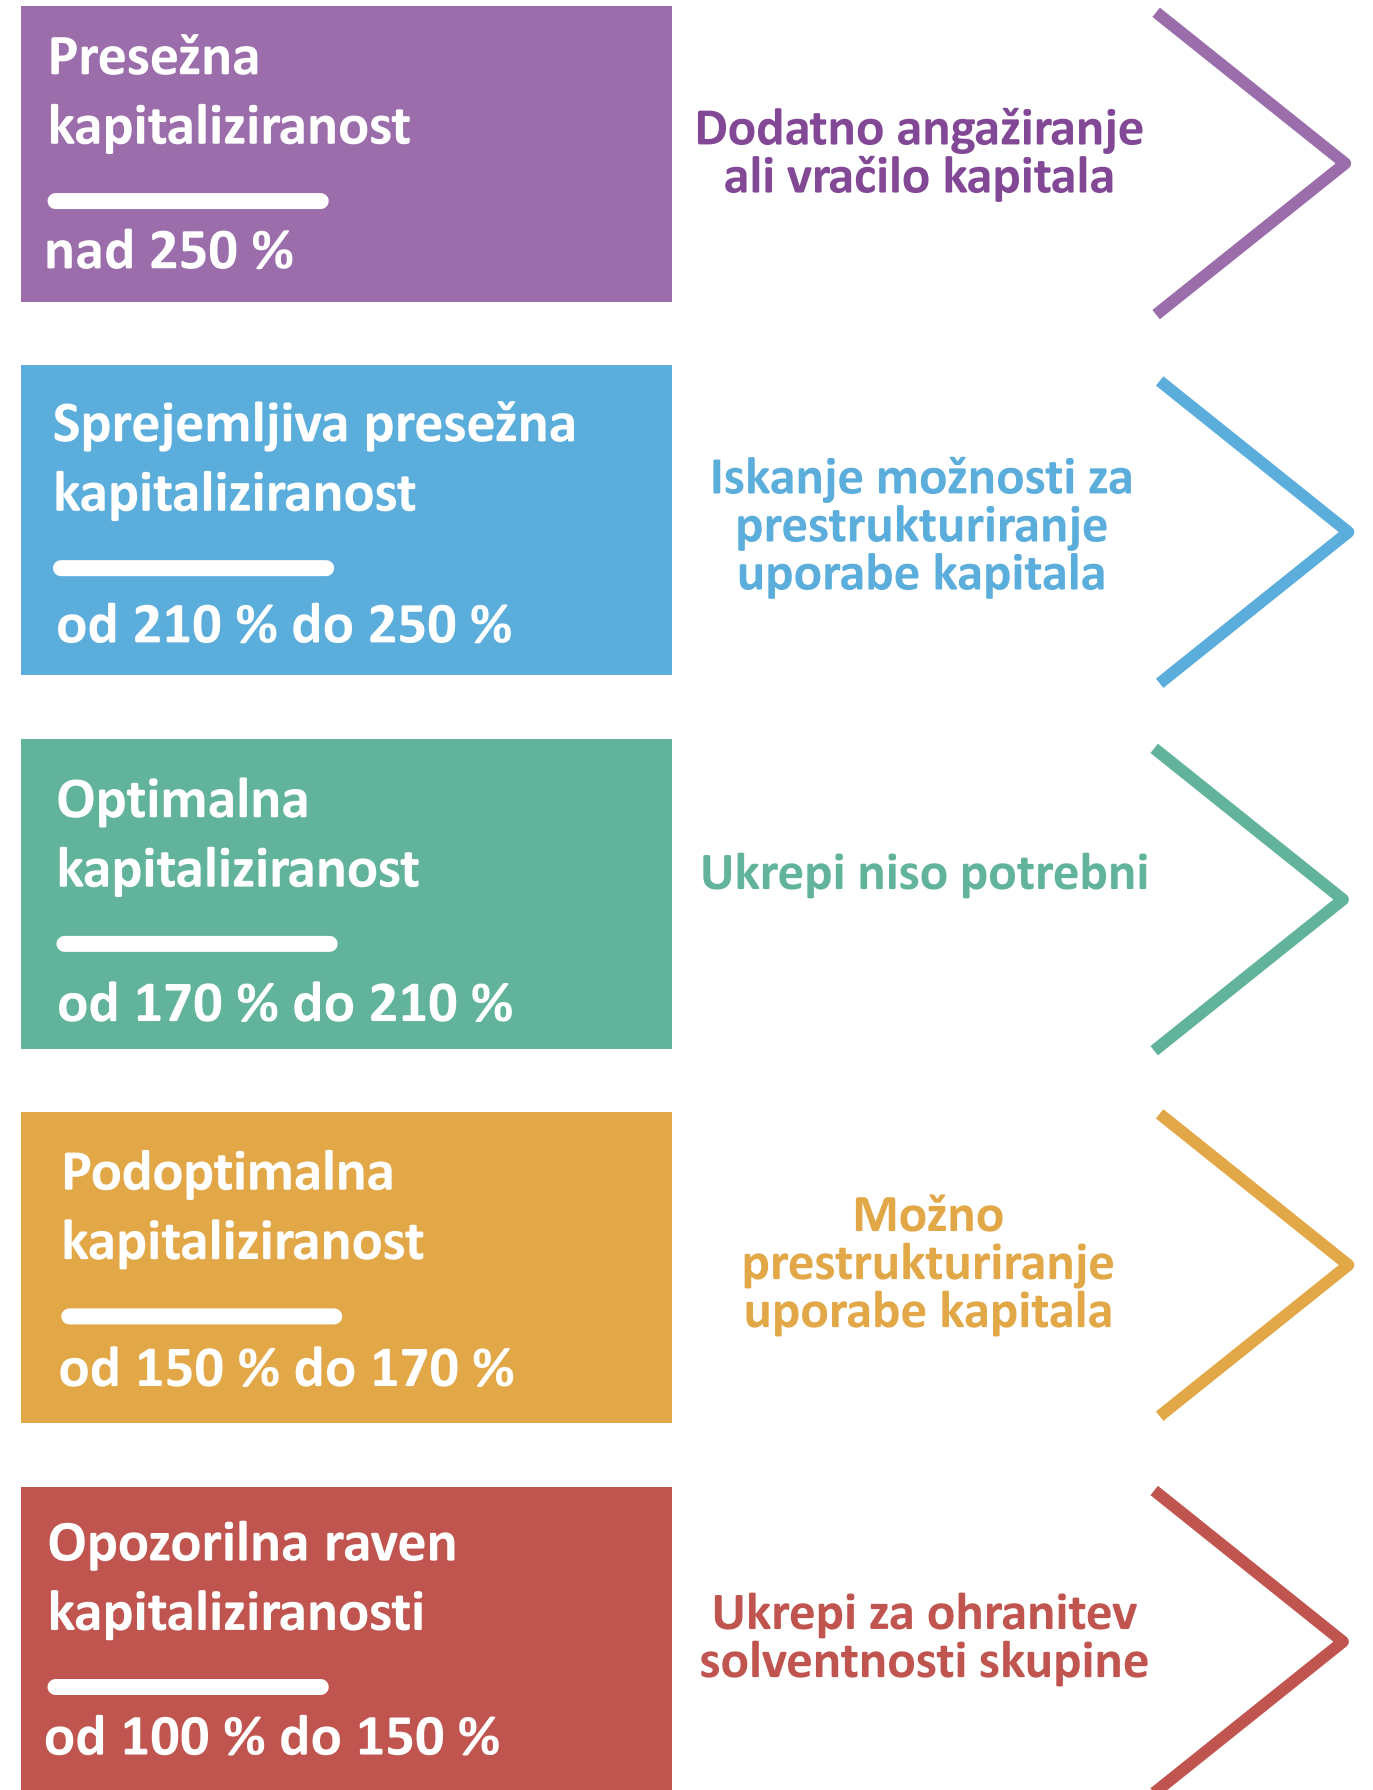 Presežna
kapitaliziranost
nad 250 %
Dodatno angažiranje
ali vračilo kapitala
Sprejemljiva presežna
kapitaliziranost
od 210 % do 250 %
Iskanje možnosti za
prestrukturiranje
uporabe kapitala
Optimalna
kapitaliziranost
od 170 % do 210 %
Ukrepi niso potrebni
Podoptimalna
kapitaliziranost
od 150 % do 170 %
Možno
prestrukturiranje
uporabe kapitala
Opozorilna raven
kapitaliziranosti
od 100 % do 150 %
Ukrepi za ohranitev
solventnosti skupine